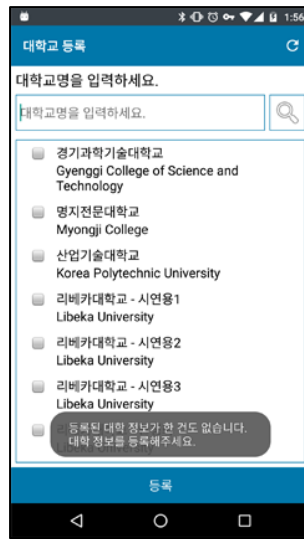 1:56
대학교 등록
대학교명을 입력하세요.
대학교명을 입력하세요.
경기과학기술대학교
Gyenggi College of Science and
Technology
명지전문대학교
Myongji College
산업기술대학교
Korea Polytechnic University
리베카대학교 - 시연용1
Libeka University
리베카대학교 - 시연용2
Libeka University
리베카대학교 - 시연용3
Libeka University
등록된 대학 정보가 한 건도 없습니다.
대학 정보를 등록해주세요.
등록